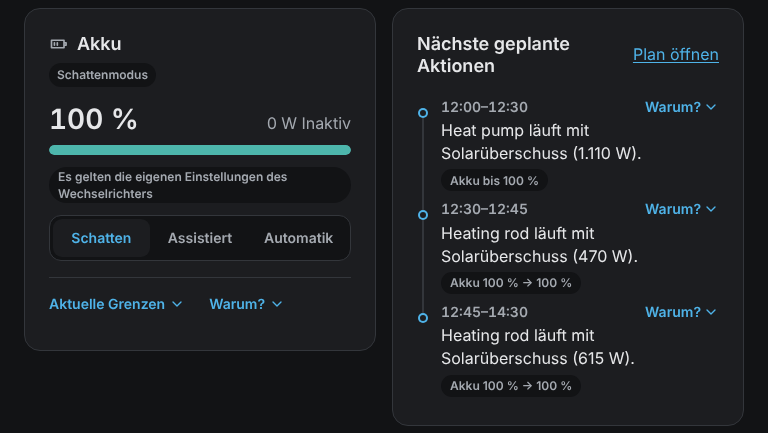 Akku
Schattenmodus
100 %
0 W Inaktiv
Es gelten die eigenen Einstellungen des
Wechselrichters
Schatten
Assistiert
Automatik
Aktuelle Grenzen
Warum?
Nächste geplante
Aktionen
Plan öffnen
12:00–12:30
Warum?
Heat pump läuft mit
Solarüberschuss (1.110 W).
Akku bis 100 %
12:30–12:45
Warum?
Heating rod läuft mit
Solarüberschuss (470 W).
Akku 100 % → 100 %
12:45–14:30
Warum?
Heating rod läuft mit
Solarüberschuss (615 W).
Akku 100 % → 100 %